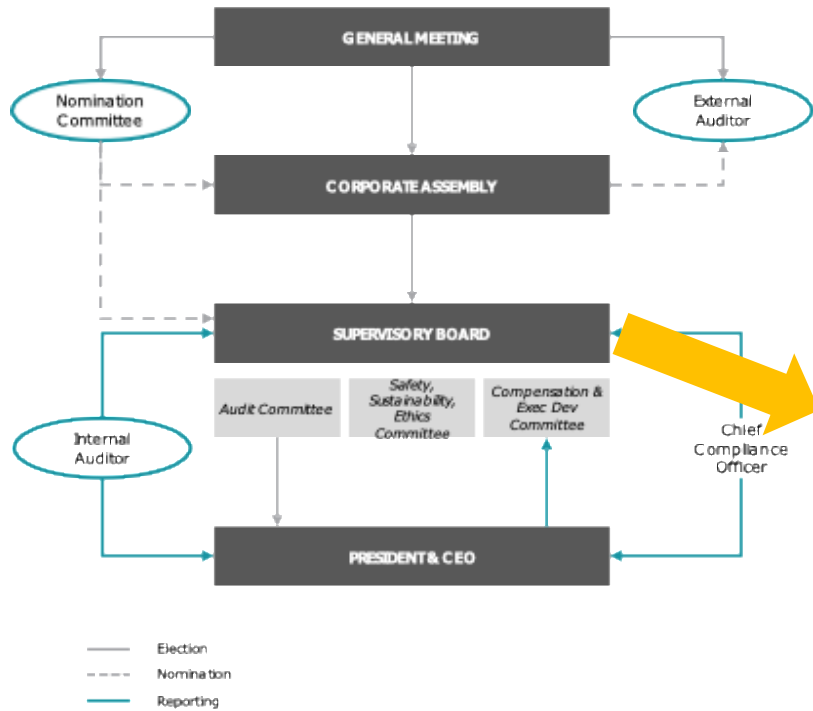 GENERAL MEETING
Nomination
Committee
External
Auditor
CORPORATE ASSEMBLY
SUPERVISORY BOARD
Audit Committee
Safety,
Sustainability,
Ethics
Committee
Compensation &
Exec Dev
Committee
Internal
Auditor
Chief
Compliance
Officer
PRESIDENT & CEO
Election
Nomination
Reporting